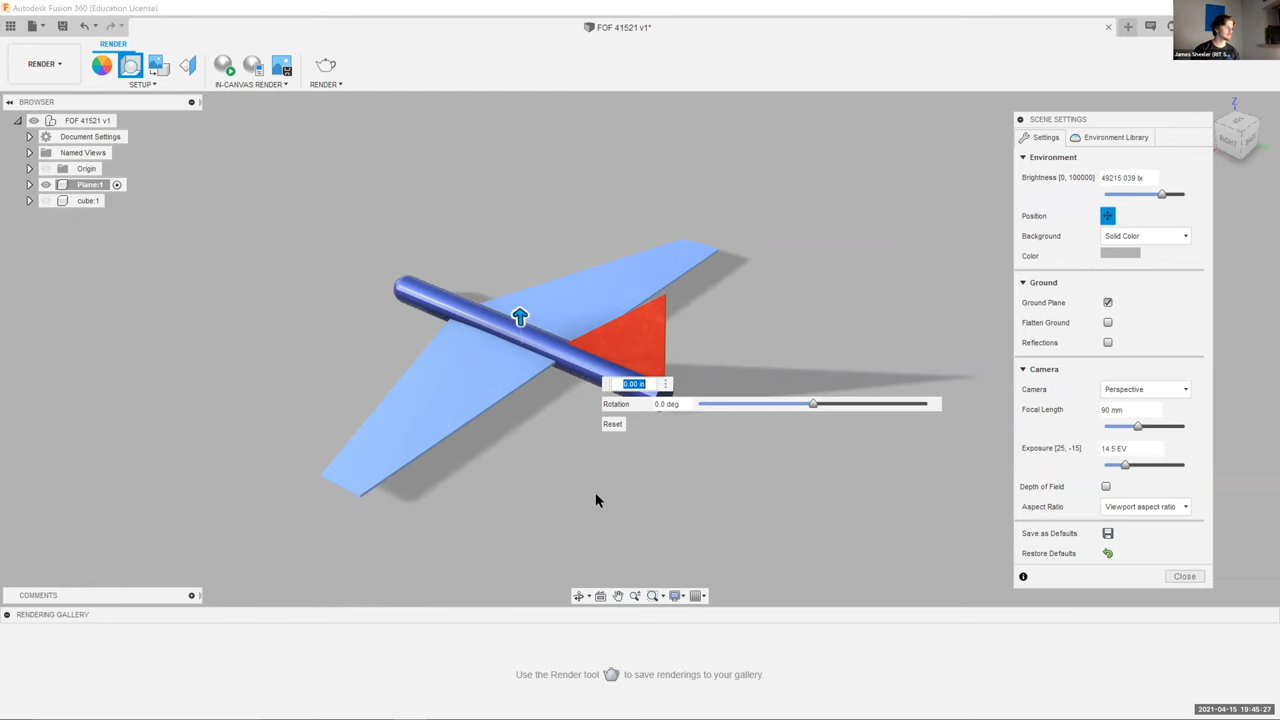 Autodesk Fusion 360 (Education License)
FOF 41521 v1*
James Sheeler (RIT S...
RENDER
RENDER
SETUP
IN-CANVAS RENDER
RENDER
BROWSER
FOF 41521 v1
Document Settings
Named Views
Origin
Plane:1
cube:1
Z
RIGHT
SCENE SETTINGS
Settings
Environment Library
Environment
Brightness [0, 100000]
49215.039 lx
Position
Background
Solid Color
Color
Ground
Ground Plane
Flatten Ground
Reflections
Camera
Camera
Perspective
Focal Length
90 mm
Exposure [25, -15]
14.5 EV
Depth of Field
Aspect Ratio
Viewport aspect ratio
Save as Defaults
Restore Defaults
Close
0.00 in
Rotation
0.0 deg
Reset
COMMENTS
RENDERING GALLERY
Use the Render tool to save renderings to your gallery.
2021-04-15 19:45:27